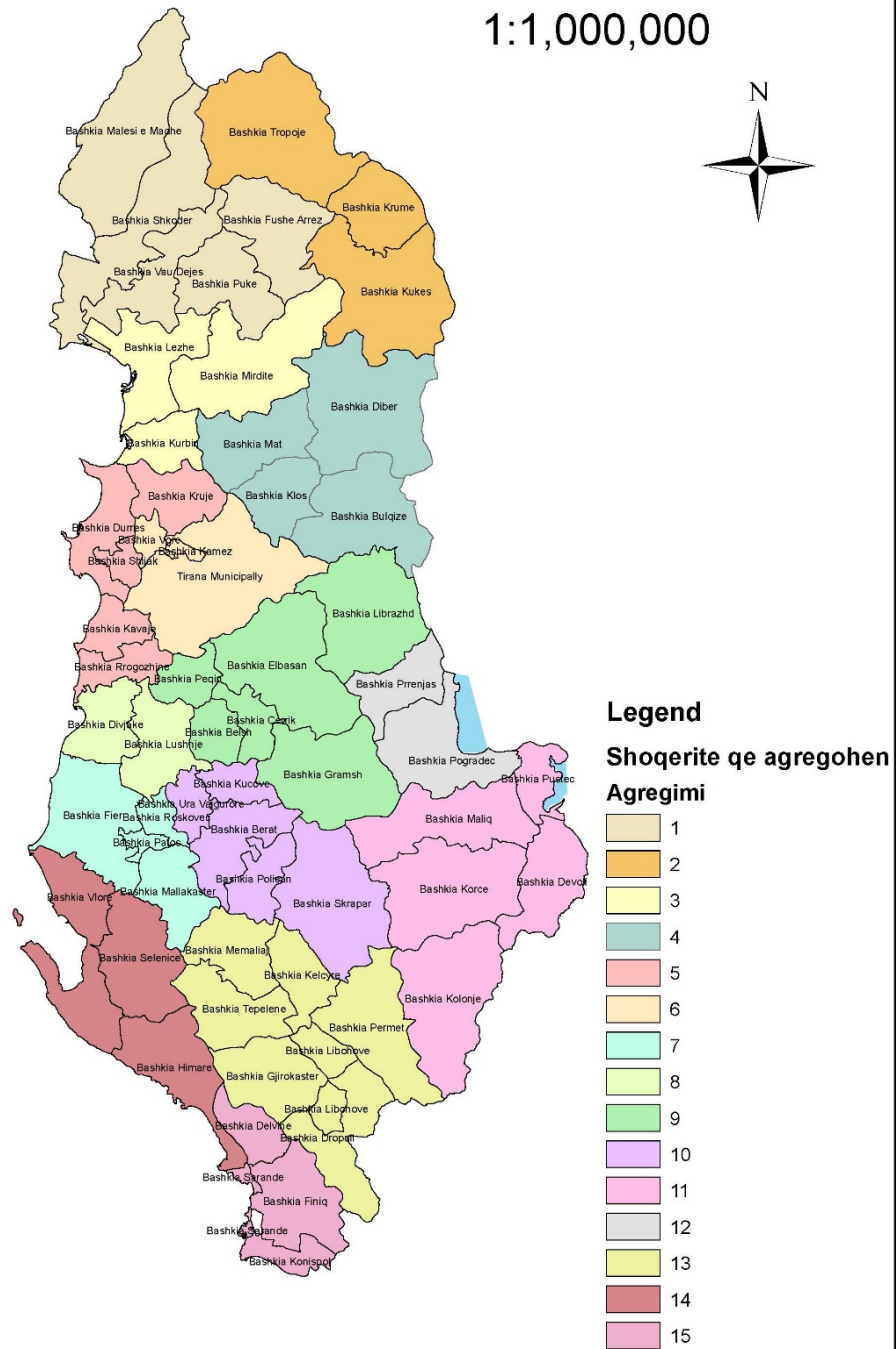 1:1,000,000
N
Bashkia Malesi e Madhe
Bashkia Tropoje
Bashkia Krume
Bashkia Shkoder
Bashkia Fushe Arrez
Bashkia Vau Dejes
Bashkia Puke
Bashkia Kukes
Bashkia Lezhe
Bashkia Mirdite
Bashkia Diber
Bashkia Kurbin
Bashkia Mat
Bashkia Kruje
Bashkia Klos
Bashkia Bulqize
Bashkia Durres
Bashkia Vore
Bashkia Kamez
Bashkia Shijak
Tirana Municipally
Bashkia Librazhd
Bashkia Kavaje
Bashkia Rrogozhine
Bashkia Elbasan
Bashkia Peqin
Bashkia Prrenjas
Bashkia Cerrik
Bashkia Divjake
Bashkia Belsh
Bashkia Lushnje
Bashkia Pogradec
Bashkia Gramsh
Bashkia Pustec
Bashkia Kucove
Bashkia Ura Vajgurore
Bashkia Fier
Bashkia Roskovec
Bashkia Maliq
Bashkia Berat
Bashkia Patos
Bashkia Polisan
Bashkia Devoll
Bashkia Mallakaster
Bashkia Korce
Bashkia Vlore
Bashkia Skrapar
Bashkia Memaliaj
Bashkia Selenice
Bashkia Kelcyre
Bashkia Kolonje
Bashkia Tepelene
Bashkia Permet
Bashkia Libohove
Bashkia Himare
Bashkia Gjirokaster
Bashkia Libohove
Bashkia Delvine
Bashkia Dropull
Bashkia Sarande
Bashkia Finiq
Bashkia Sarande
Bashkia Konispol
Legend
Shoqerite qe agregohen
Agregimi
1
2
3
4
5
6
7
8
9
10
11
12
13
14
15